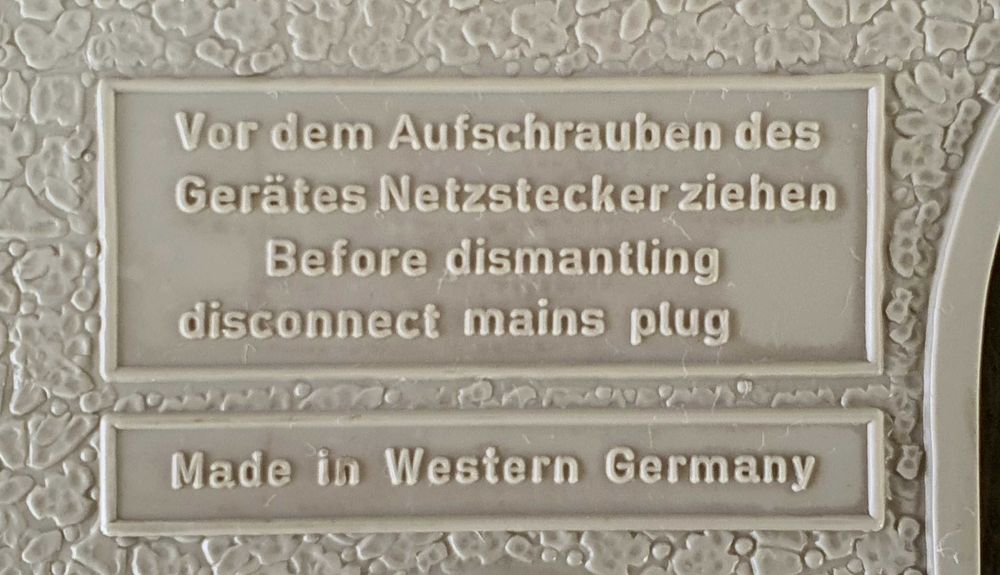 Vor dem Aufschrauben des
Gerätes Netzstecker ziehen
Before dismantling
disconnect mains plug
Made in Western Germany